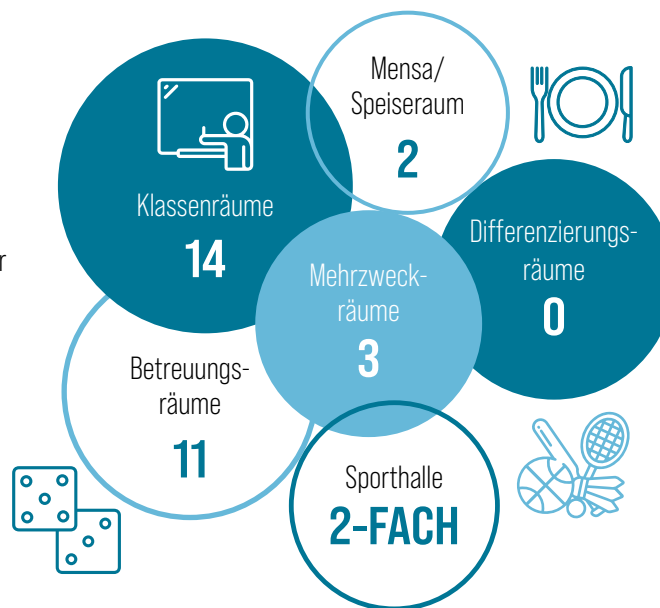 Mensa/
Speiseraum
2
Klassenräume
14
Differenzierungs-
räume
0
r
Mehrzweck-
räume
3
Betreuungs-
räume
11
Sporthalle
2-FACH